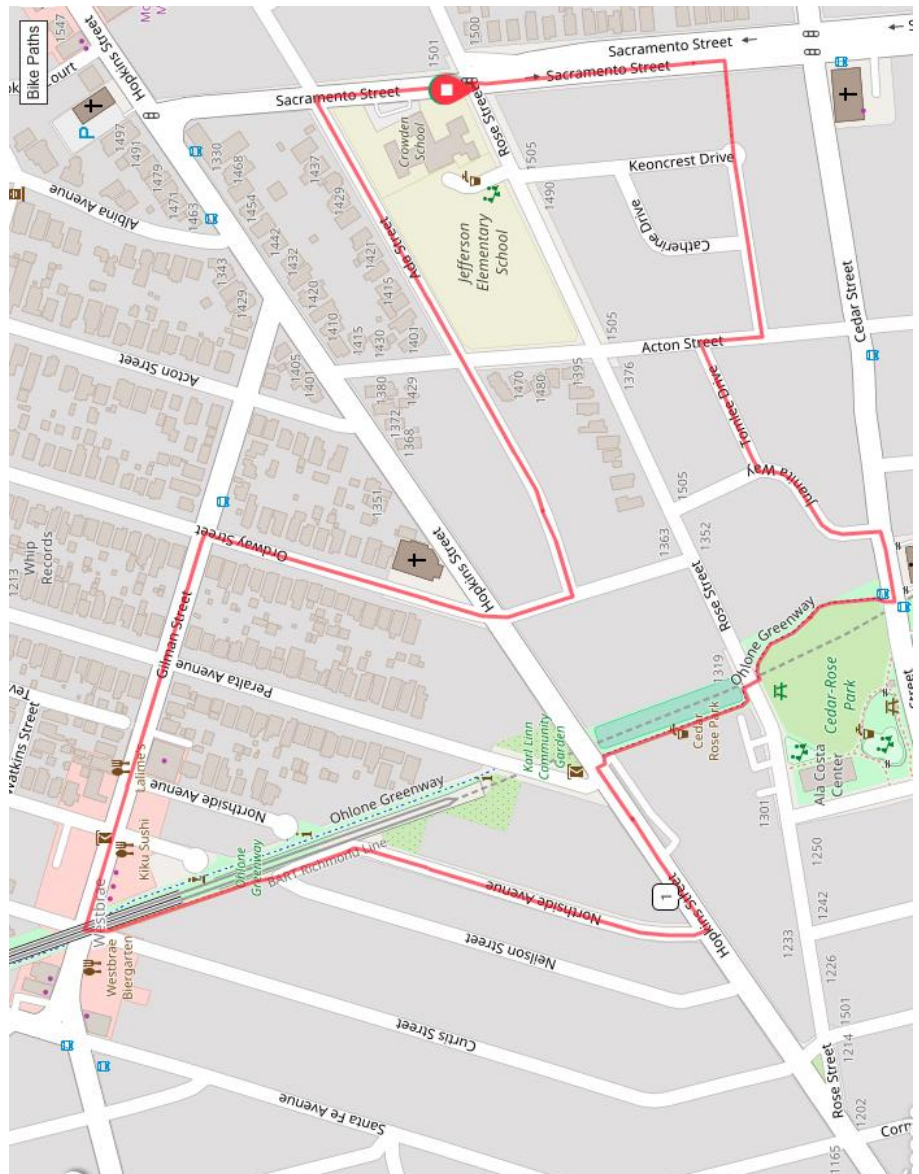 Bike Paths
1547
Hopkins Street
Court
P
1497
1491
1479
1471
1463
Albina Avenue
1330
1468
1454
1442
1432
1420
1410
1415
1430
1401
1437
1429
1421
1415
Sacramento Street
1501
1500
Sacramento Street
Sacramento Street
Rose Street
Crowden
School
Jefferson
Elementary
School
Ada Street
1505
1490
Keoncrest Drive
Catherine Drive
Cedar Street
Acton Street
1505
1376
1395
1470
1480
1343
1429
Acton Street
1405
1401
1380
1372
1368
1429
1351
Tomlee Drive
Juanita Way
1505
1352
1363
Rose Street
Hopkins Street
Ordway Street
1213
Whip
Records
Gilman Street
Peralta Avenue
Watkins Street
Lalime's
Northside Avenue
Kiku Sushi
Westbrae
Westbrae
Biergarten
Ohlone
Greenway
Ohlone Greenway
BART Richmond Line
Karl Linn
Community
Garden
1319
Ohlone Greenway
Cedar
Rose Park
Cedar-Rose
Park
Street
Ala Costa
Center
1301
1250
1242
1233
1226
1501
1214
1202
1165
Rose Street
Corn
Hopkins Street
1
Northside Avenue
Neilson Street
Curtis Street
Santa Fe Avenue